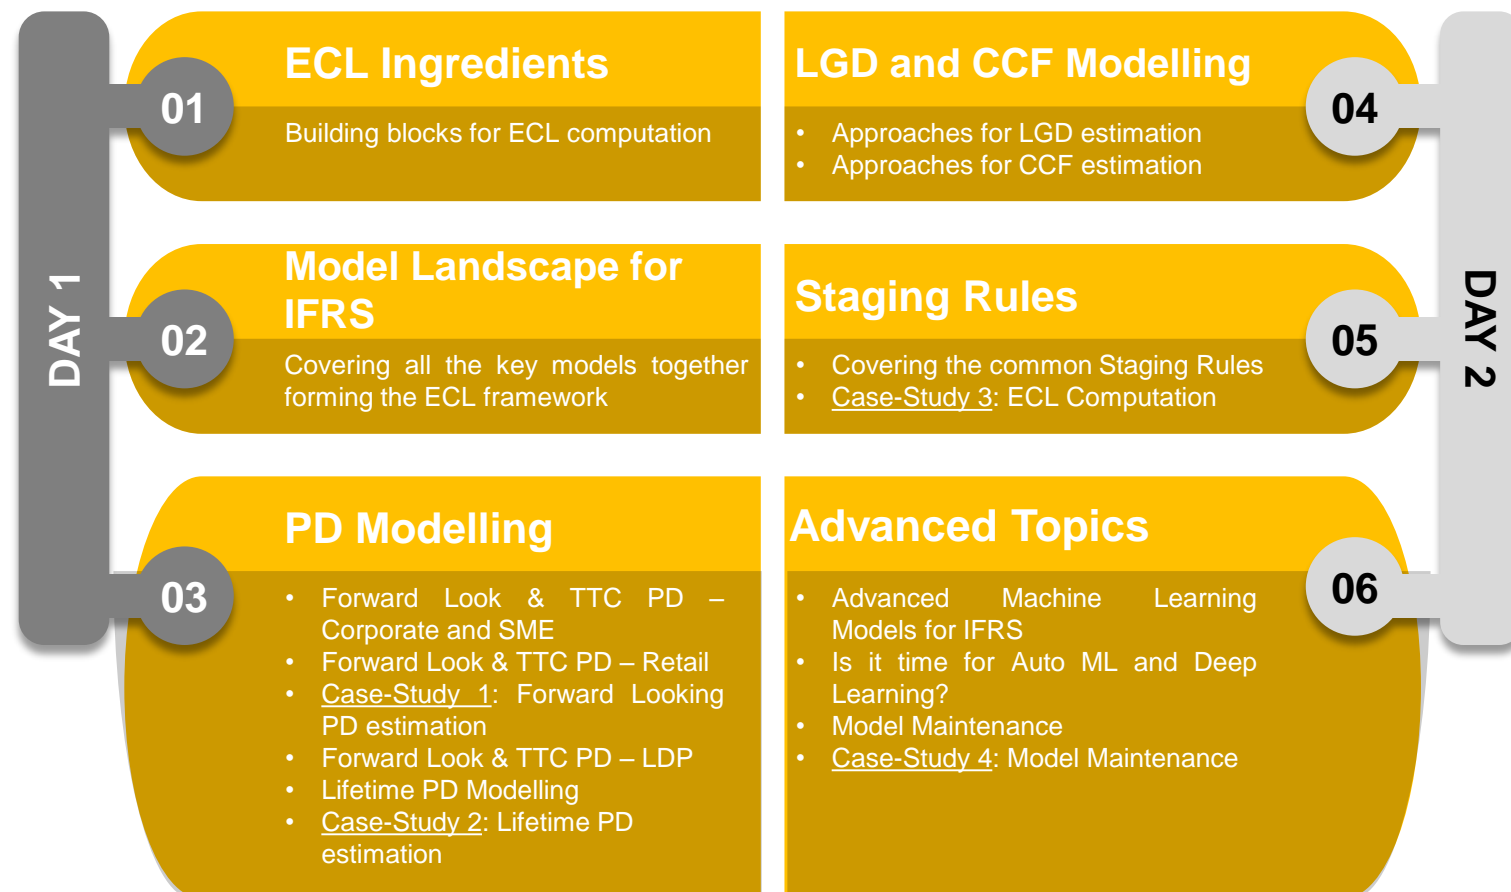 DAY 1
01
ECL Ingredients
Building blocks for ECL computation
02
Model Landscape for
IFRS
Covering all the key models together
forming the ECL framework
03
PD Modelling
• Forward Look & TTC PD –
Corporate and SME
• Forward Look & TTC PD – Retail
• Case-Study 1: Forward Looking
PD estimation
• Forward Look & TTC PD – LDP
• Lifetime PD Modelling
• Case-Study 2: Lifetime PD
estimation
DAY 2
04
LGD and CCF Modelling
• Approaches for LGD estimation
• Approaches for CCF estimation
05
Staging Rules
• Covering the common Staging Rules
• Case-Study 3: ECL Computation
06
Advanced Topics
• Advanced Machine Learning
Models for IFRS
• Is it time for Auto ML and Deep
Learning?
• Model Maintenance
• Case-Study 4: Model Maintenance